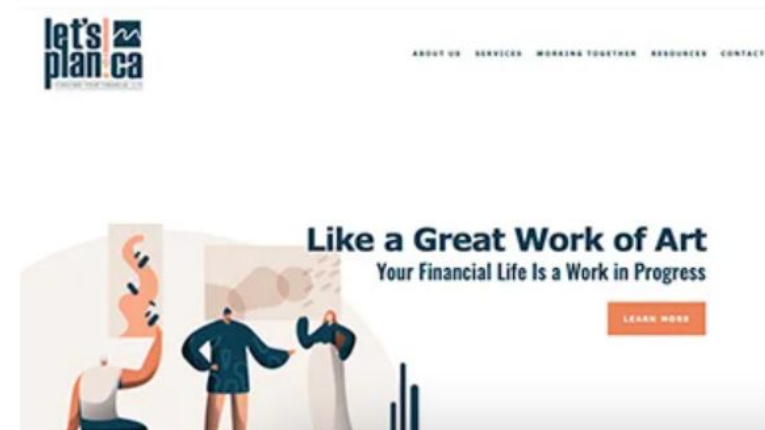 let's!
plan.ca
ABOUT US SERVICES WORKING TOGETHER RESOURCES CONTACT
Like a Great Work of Art
Your Financial Life Is a Work in Progress
LEARN MORE